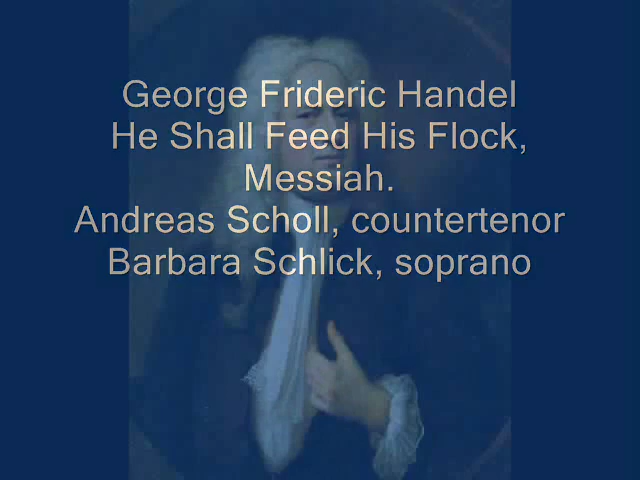 George Frideric Handel
He Shall Feed His Flock,
Messiah.
Andreas Scholl, countertenor
Barbara Schlick, soprano